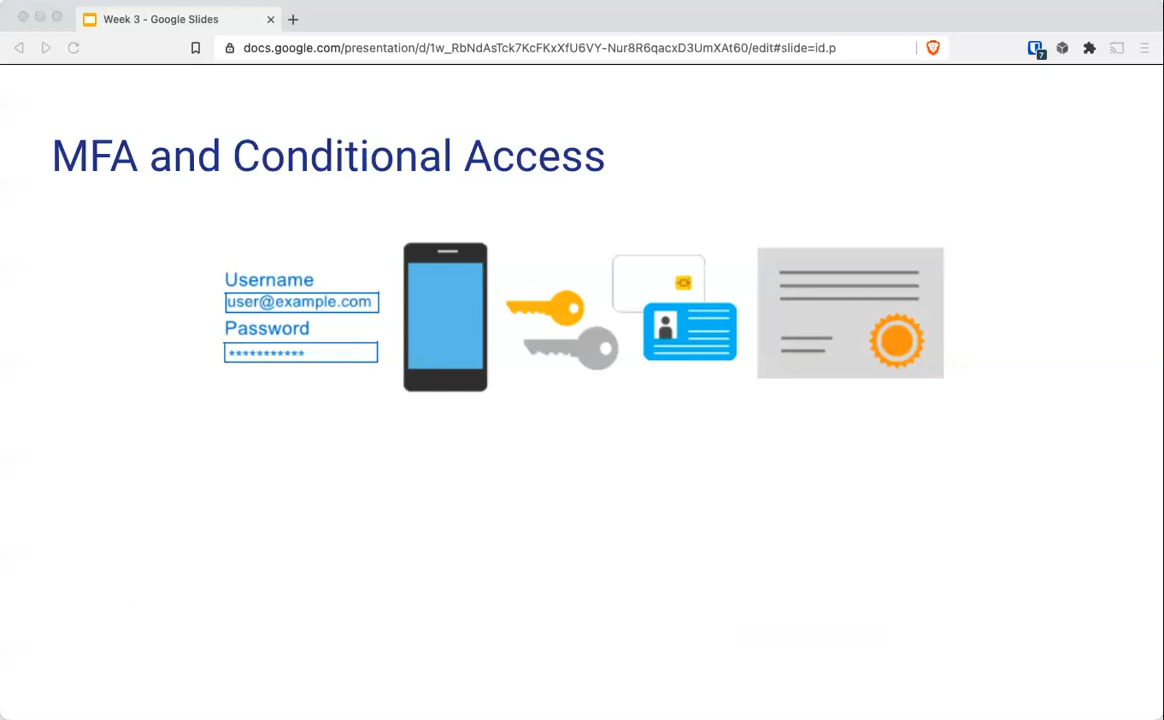 Week 3 - Google Slides
docs.google.com/presentation/d/1w_RbNdAsTck7KcFKxXfU6VY-Nur8R6qacxD3UmXAt60/edit#slide=id.p
7
MFA and Conditional Access
Username
user@example.com
Password
***********